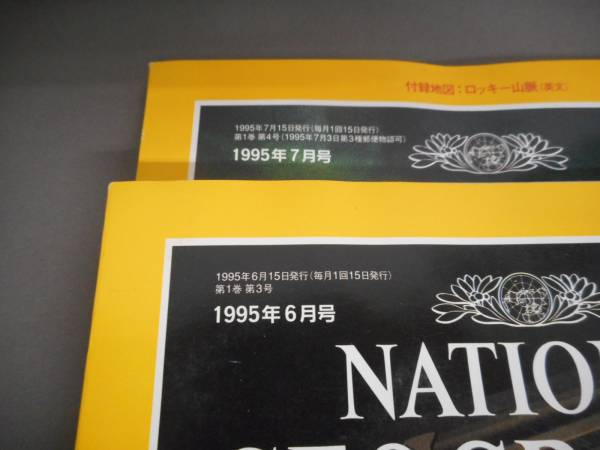 付録地図：ロッキー山脈（英文）
1995年7月15日発行（毎月1回15日発行）
第1巻 第4号（1995年7月3日第3種郵便物認可）
1995年7月号
1995年6月15日発行（毎月1回15日発行）
第1巻 第3号
1995年6月号
NATIO
GEOGR